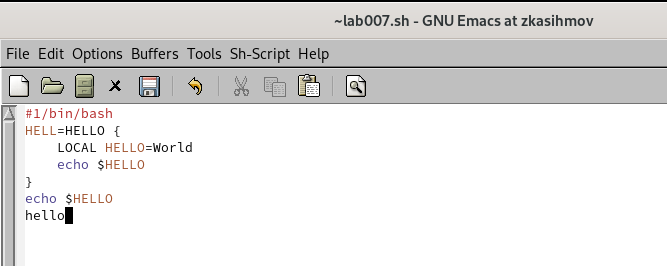 ~lab007.sh - GNU Emacs at zkasihmov
File Edit Options Buffers Tools Sh-Script Help
#1/bin/bash
HELL=HELLO {
    LOCAL HELLO=World
    echo $HELLO
}
echo $HELLO
hello